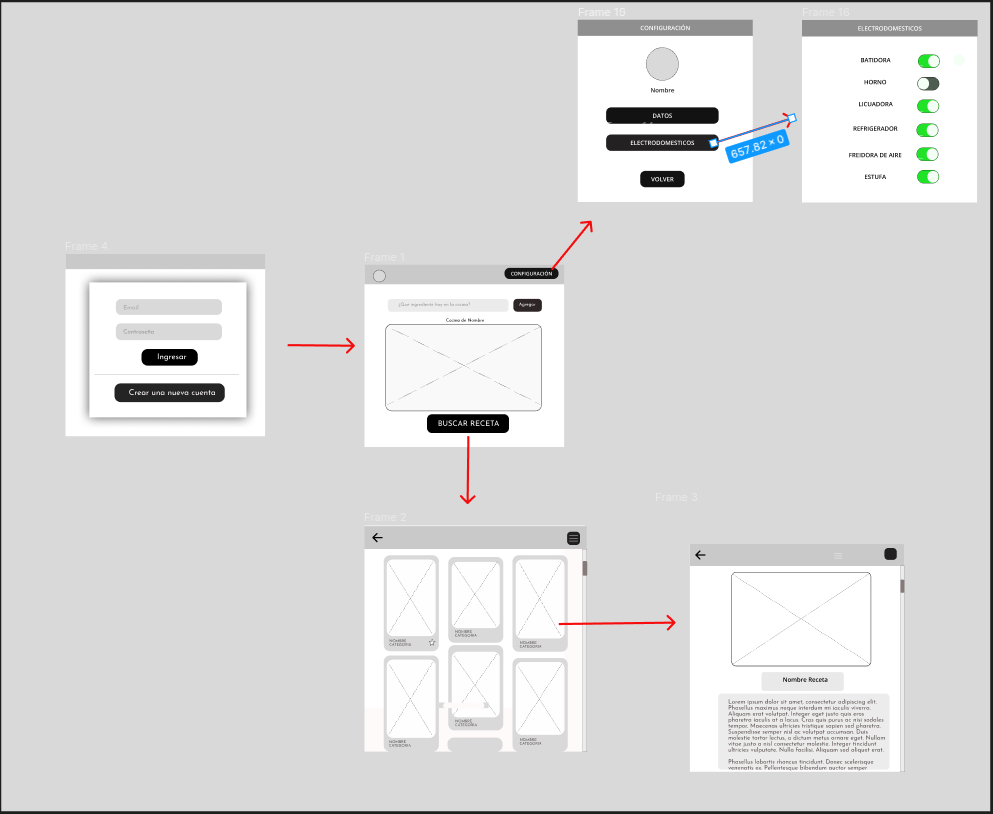 Frame 15
CONFIGURACIÓN
Nombre
DATOS
ELECTRODOMESTICOS
VOLVER
657.82 × 0
Frame 16
ELECTRODOMESTICOS
BATIDORA
HORNO
LICUADORA
REFRIGERADOR
FREIDORA DE AIRE
ESTUFA
Frame 4
Email
Contraseña
Ingresar
Crear una nueva cuenta
Frame 1
CONFIGURACIÓN
¿Que ingrediente hay en la cocina?
Agregar
Cocina de Nombre
BUSCAR RECETA
Frame 2
NOMBRE
CATEGORIA
NOMBRE
CATEGORIA
NOMBRE
CATEGORIA
NOMBRE
CATEGORIA
NOMBRE
CATEGORIA
NOMBRE
CATEGORIA
Frame 3
Nombre Receta
Lorem ipsum dolor sit amet, consectetur adipiscing elit.
Phasellus maximus neque interdum mi iaculis viverra.
Aliquam erat volutpat. Integer eget justo quis eros
pharetra iaculis at a lacus. Cras quis purus ac nisi sodales
tempor. Maecenas ultricies tristique sapien sed pharetra.
Suspendisse semper nisl ac volutpat accumsan. Duis
molestie tortor lectus, a dictum metus ornare eget. Nullam
vitae justo a nisl consectetur molestie. Integer tincidunt
ultricies vulputate. Nulla facilisi. Aliquam sed aliquet erat.
Phasellus lobortis rhoncus tincidunt. Donec scelerisque
venenatis ex. Pellentesque bibendum auctor semper